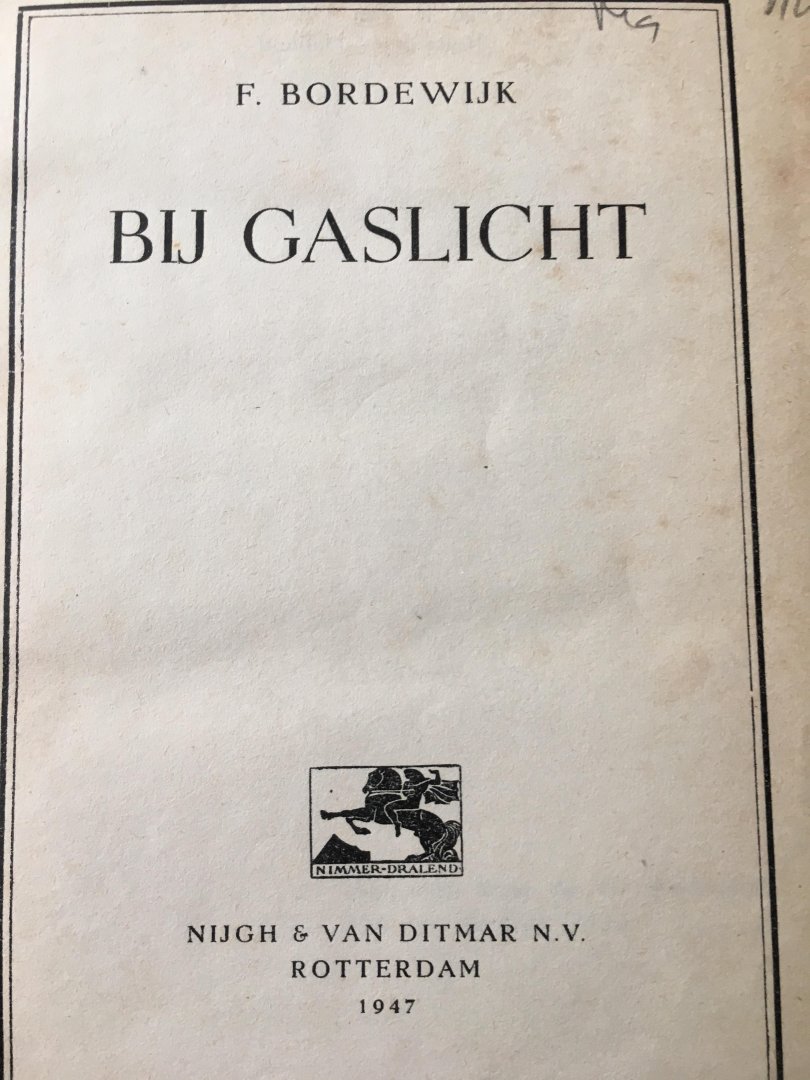 F. BORDEWIJK
BIJ GASLICHT
NIMMER-DRALEND
NIJGH & VAN DITMAR N.V.
ROTTERDAM
1947